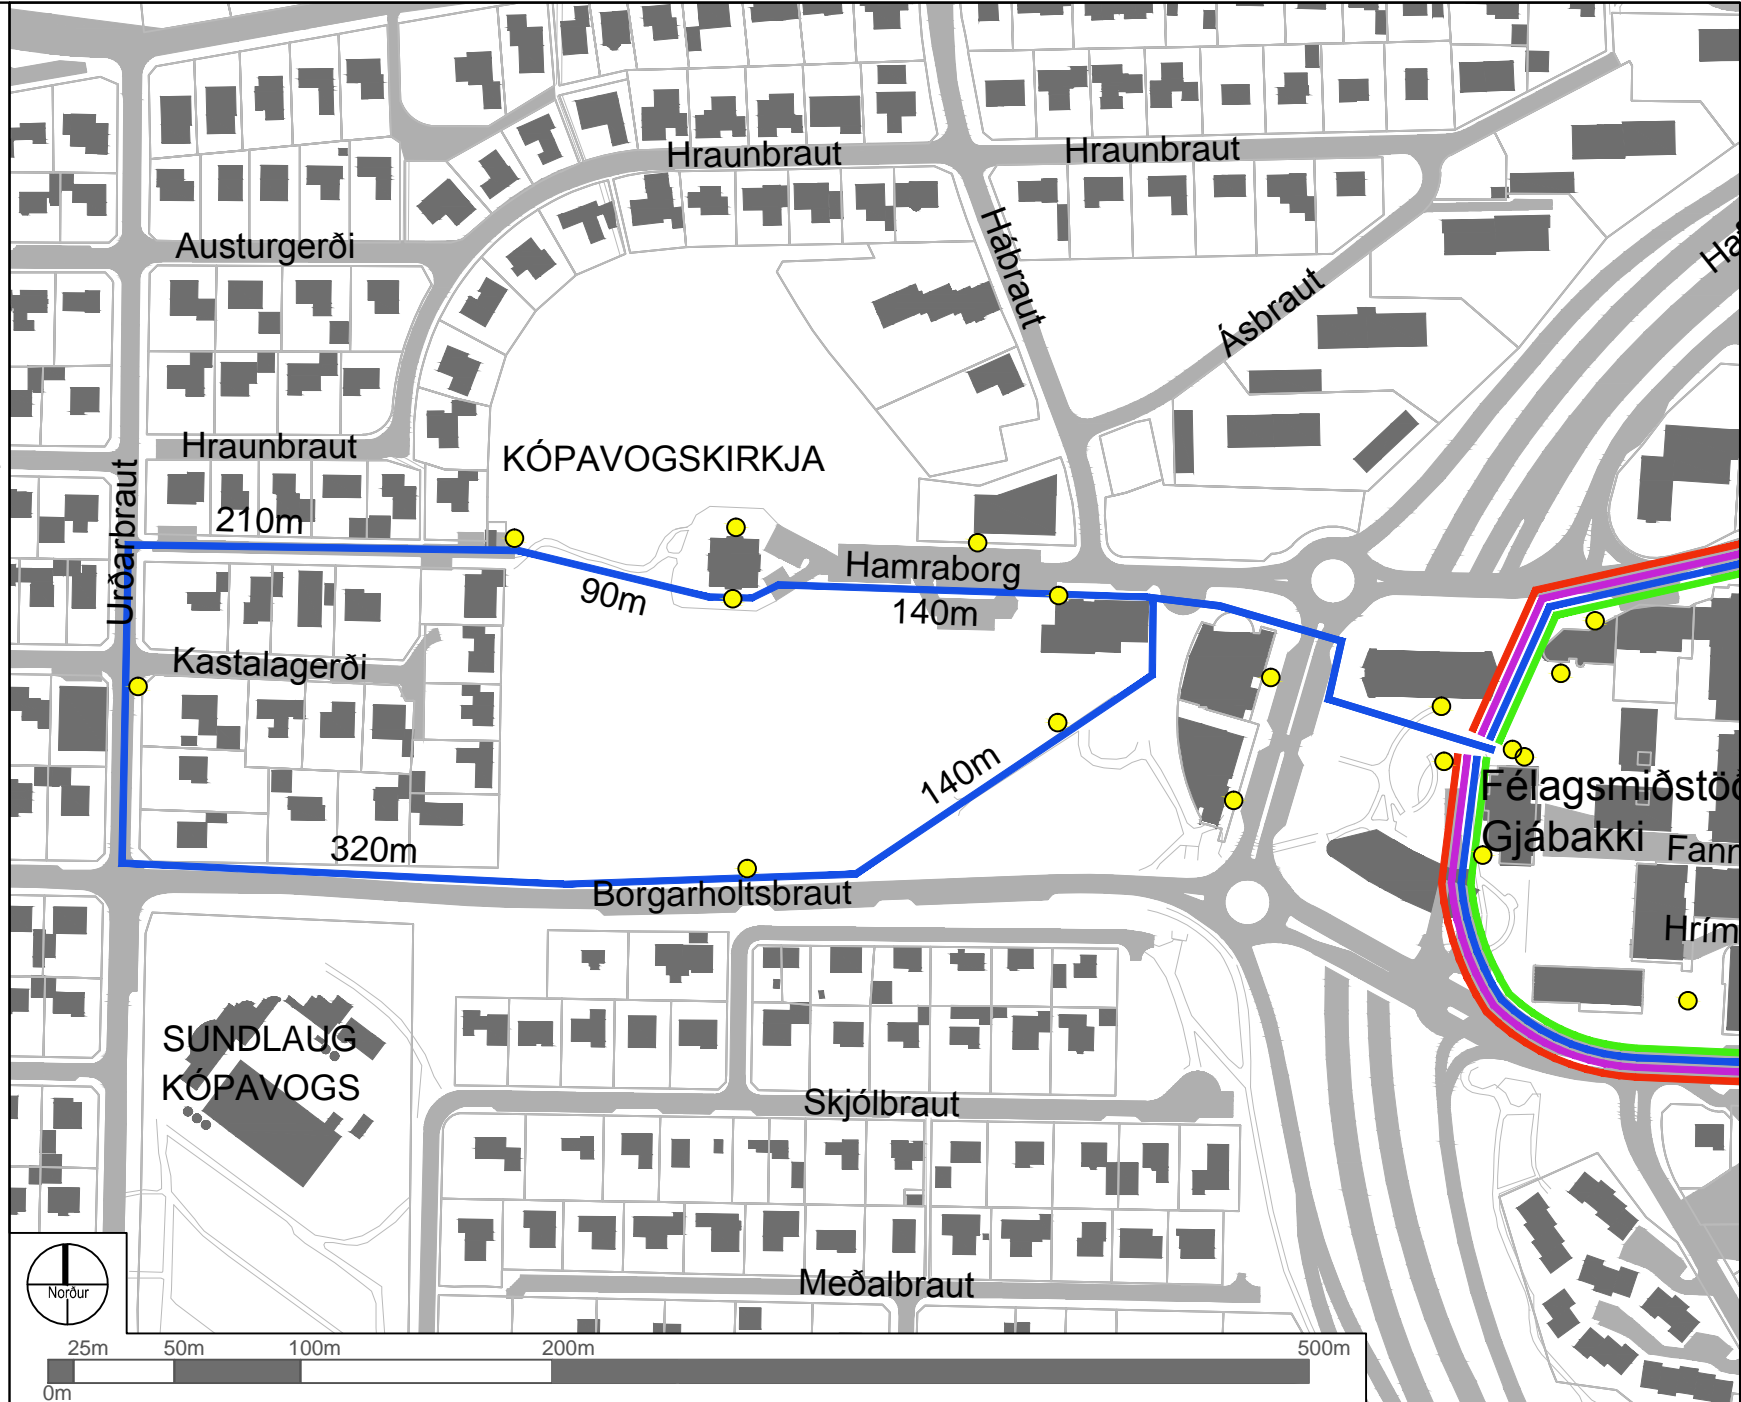 Hraunbraut
Hraunbraut
Austurgerði
Hábraut
Ásbraut
Hraunbraut
KÓPAVOGSKIRKJA
Urðarbraut
210m
Hamraborg
90m
140m
Kastalagerði
140m
Félagsmiðstöð
Gjábakki
320m
Borgarholtsbraut
SUNDLAUG
KÓPAVOGS
Skjólbraut
Meðalbraut
Norður
25m 50m 100m 200m 500m
0m